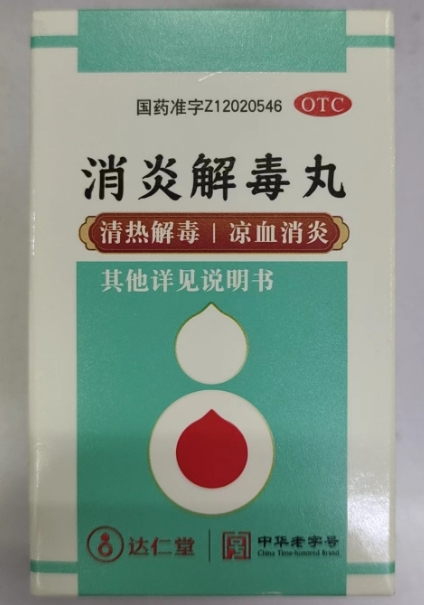 国药准字Z12020546 OTC
消炎解毒丸
清热解毒 | 凉血消炎
其他详见说明书
达仁堂 | 中华老字号
China Time-honored Brand